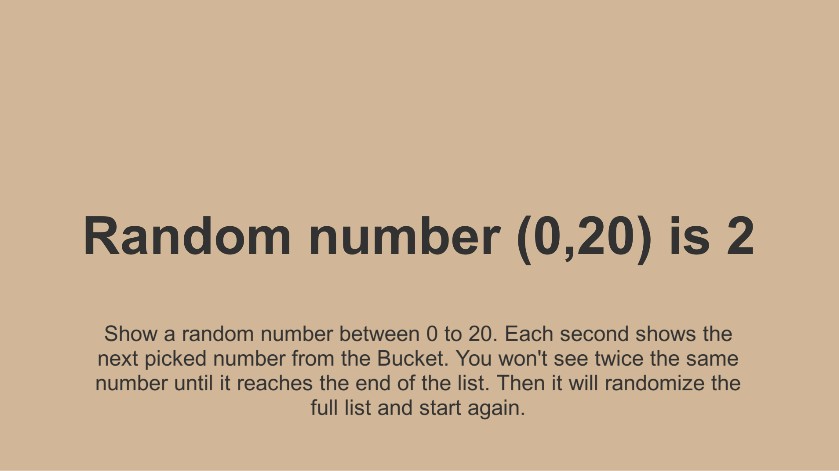 Random number (0,20) is 2
Show a random number between 0 to 20. Each second shows the
next picked number from the Bucket. You won't see twice the same
number until it reaches the end of the list. Then it will randomize the
full list and start again.